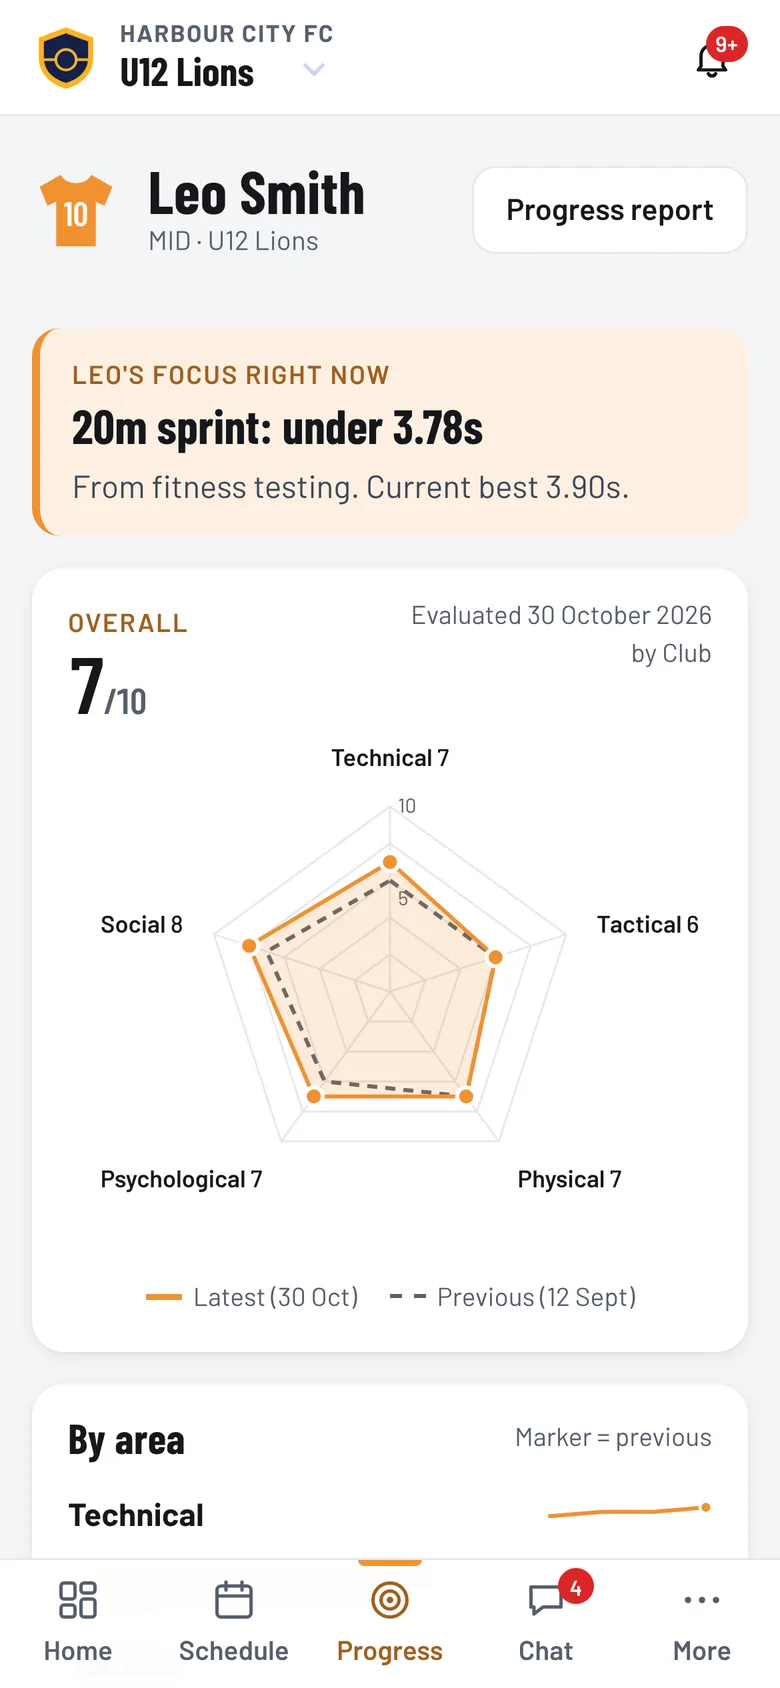 HARBOUR CITY FC
U12 Lions
9+
10
Leo Smith
MID · U12 Lions
Progress report
LEO'S FOCUS RIGHT NOW
20m sprint: under 3.78s
From fitness testing. Current best 3.90s.
OVERALL
7/10
Evaluated 30 October 2026
by Club
Technical 7
10
5
Social 8
Tactical 6
Psychological 7
Physical 7
Latest (30 Oct)
Previous (12 Sept)
By area
Marker = previous
Technical
Home
Schedule
Progress
4
Chat
More